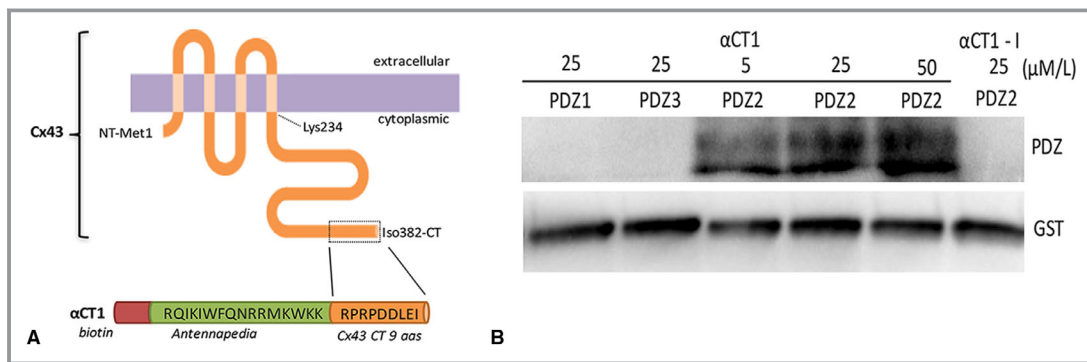 extracellular
cytoplasmic
Cx43
NT-Met1
Lys234
Iso382-CT
αCT1
RQIKIWFQNRRMKWKK
RPRPDDLEI
biotin
Antennapedia
Cx43 CT 9 aas
A
αCT1
αCT1 - I
25
25
5
25
50
25
(µM/L)
PDZ1
PDZ3
PDZ2
PDZ2
PDZ2
PDZ2
PDZ
GST
B